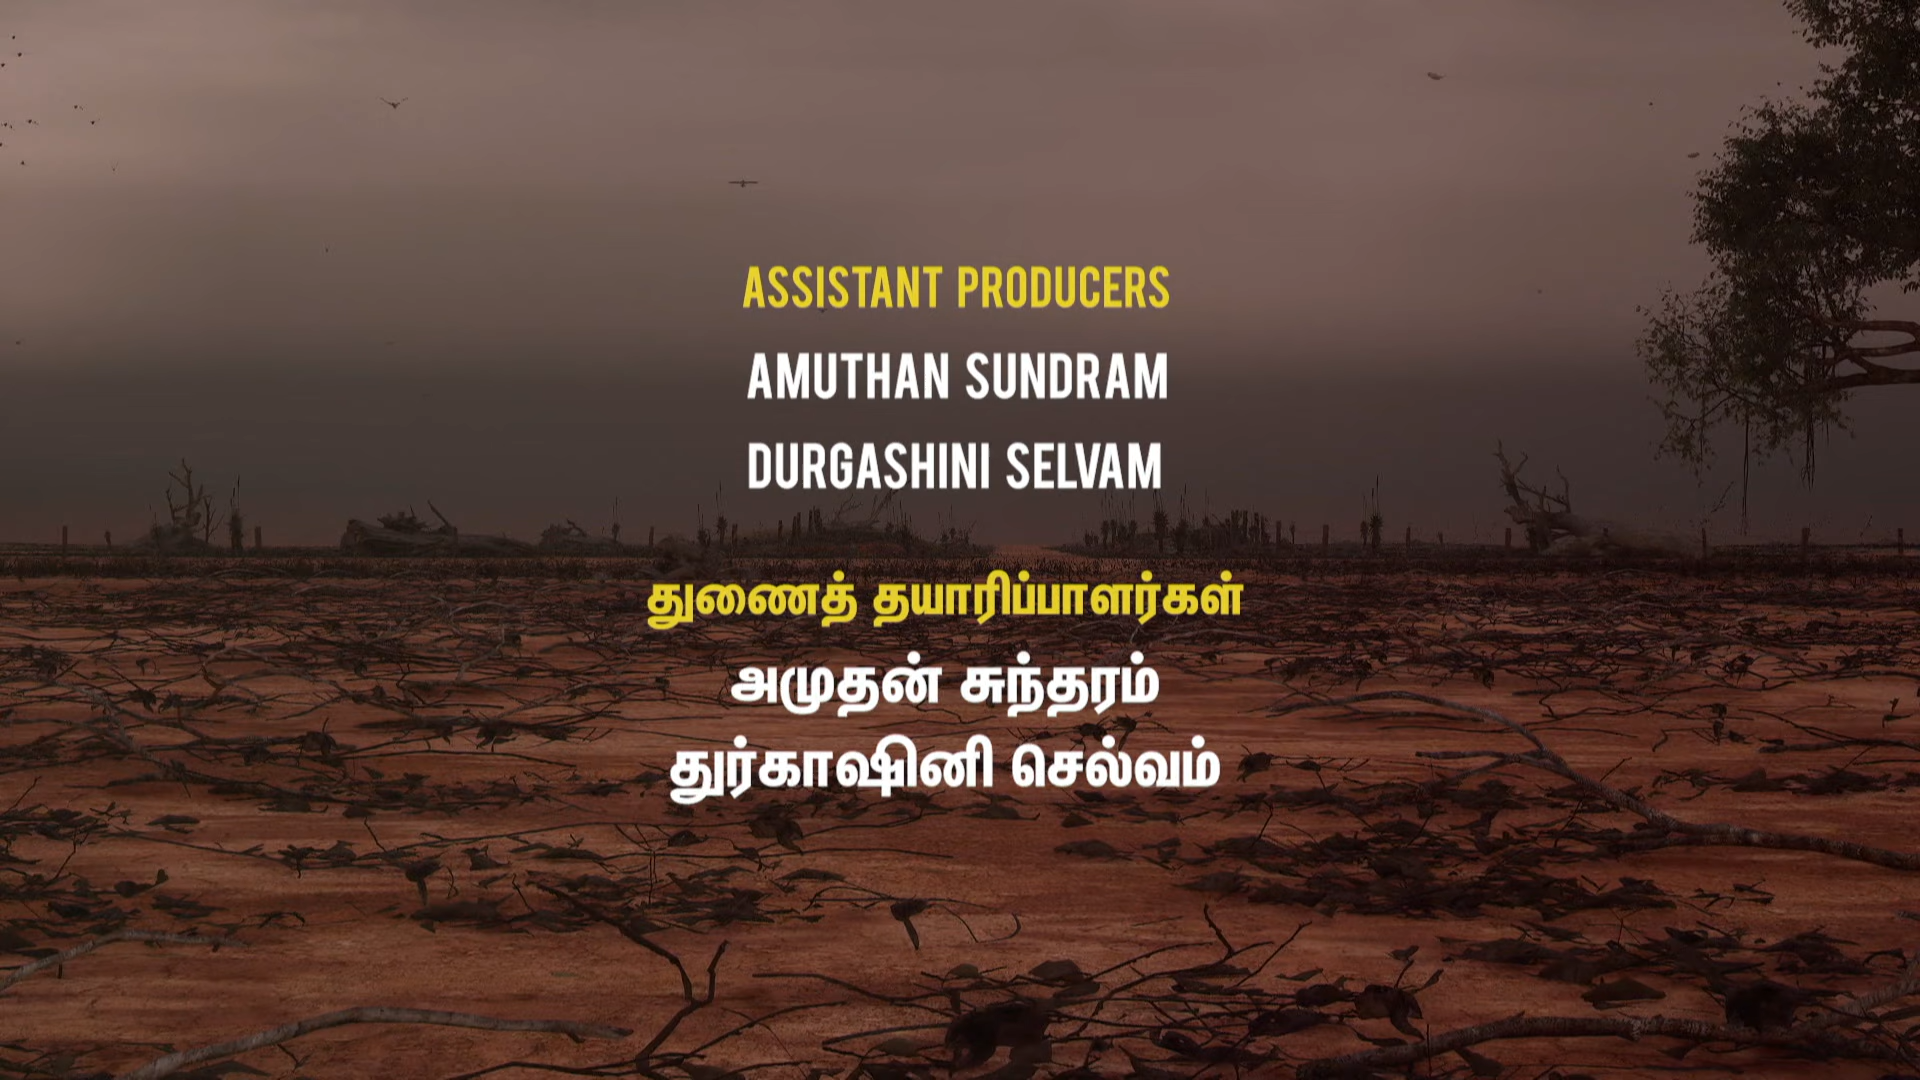 ASSISTANT PRODUCERS
AMUTHAN SUNDRAM
DURGASHINI SELVAM
துணைத் தயாரிப்பாளர்கள்
அமுதன் சுந்தரம்
துர்காஷினி செல்வம்